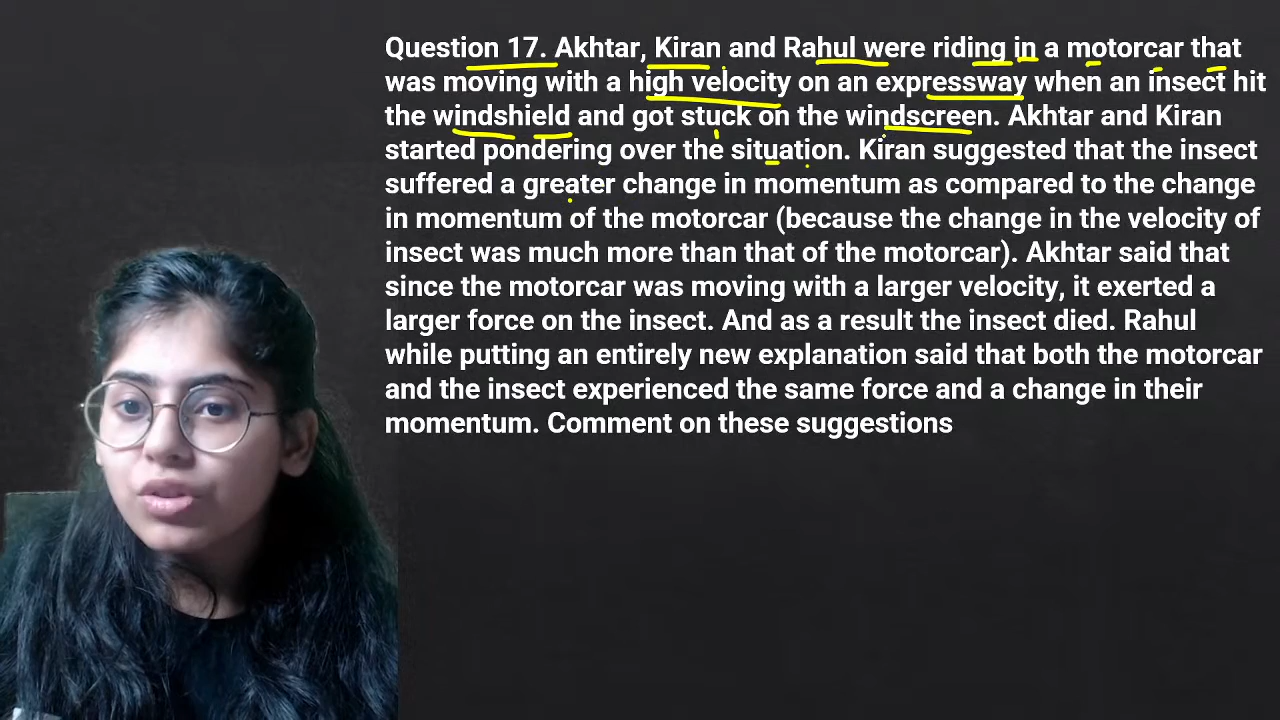 Question 17. Akhtar, Kiran and Rahul were riding in a motorcar that
was moving with a high velocity on an expressway when an insect hit
the windshield and got stuck on the windscreen. Akhtar and Kiran
started pondering over the situation. Kiran suggested that the insect
suffered a greater change in momentum as compared to the change
in momentum of the motorcar (because the change in the velocity of
insect was much more than that of the motorcar). Akhtar said that
since the motorcar was moving with a larger velocity, it exerted a
larger force on the insect. And as a result the insect died. Rahul
while putting an entirely new explanation said that both the motorcar
and the insect experienced the same force and a change in their
momentum. Comment on these suggestions